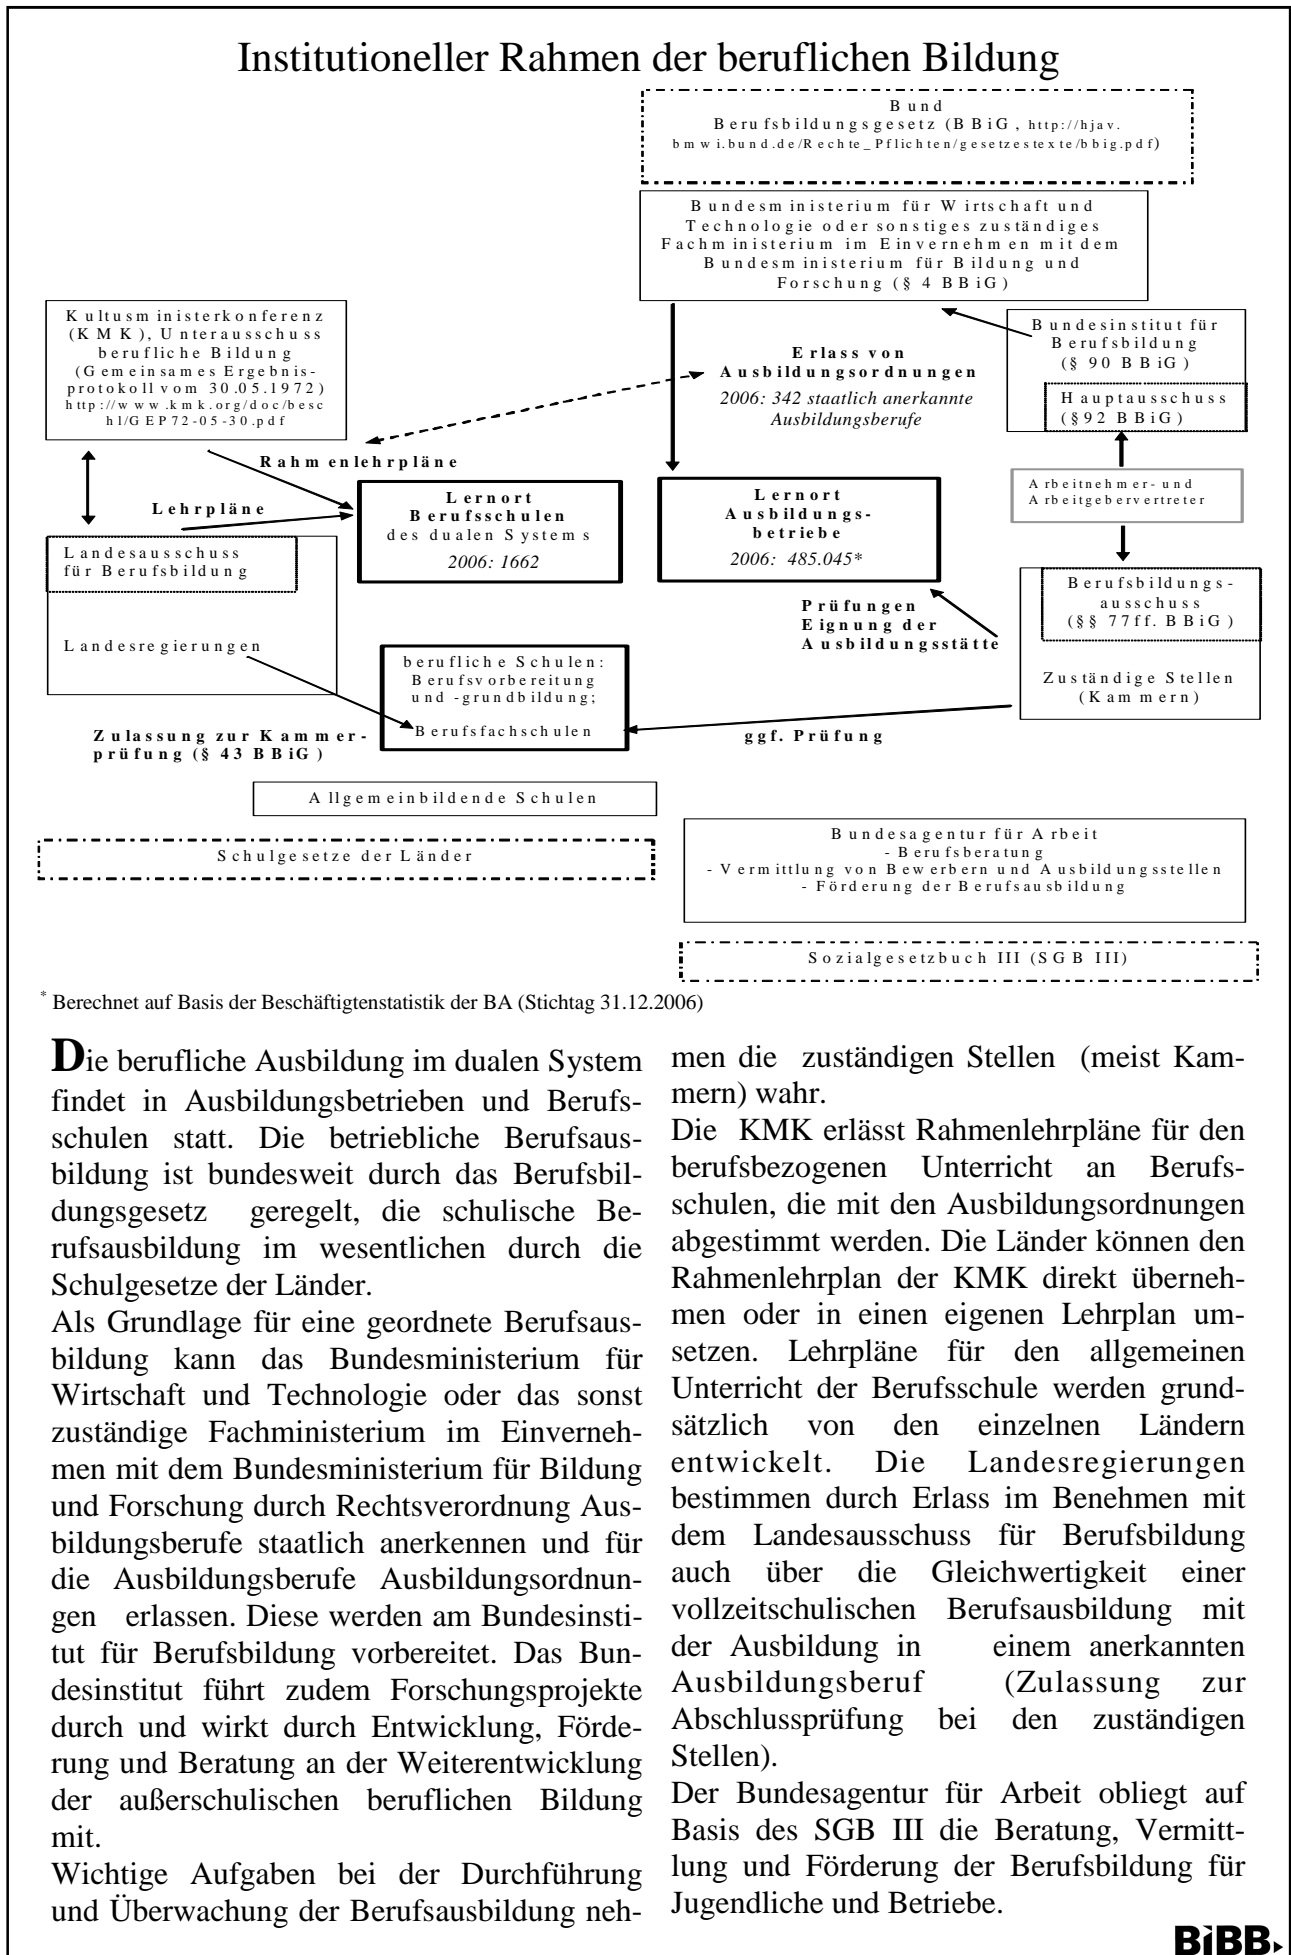 Institutioneller Rahmen der beruflichen Bildung
Bund
Berufsbildungsgesetz (BBiG, http://hjav.
bmwi.bund.de/Rechte_Pflichten/gesetzestexte/bbig.pdf)
Bundesministerium für Wirtschaft und
Technologie oder sonstiges zuständiges
Fachministerium im Einvernehmen mit dem
Bundesministerium für Bildung und
Forschung (§ 4 BBiG)
Kultusministerkonferenz
(KMK), Unterausschuss
berufliche Bildung
(Gemeinsames Ergebnis-
protokoll vom 30.05.1972)
http://www.kmk.org/doc/besc
hl/GEP72-05-30.pdf
Erlass von
Ausbildungsordnungen
2006: 342 staatlich anerkannte
Ausbildungsberufe
Bundesinstitut für
Berufsbildung
(§ 90 BBiG)
Hauptausschuss
(§92 BBiG)
Rahmenlehrpläne
Lehrpläne
Lernort
Berufsschulen
des dualen Systems
2006: 1662
Lernort
Ausbildungs-
betriebe
2006: 485.045*
Arbeitnehmer- und
Arbeitgebervertreter
Landesausschuss
für Berufsbildung
Landesregierungen
Prüfungen
Eignung der
Ausbildungsstätte
Berufsbildungs-
ausschuss
(§§ 77ff. BBiG)
Zuständige Stellen
(Kammern)
berufliche Schulen:
Berufsvorbereitung
und -grundbildung;
Berufsfachschulen
Zulassung zur Kammer-
prüfung (§ 43 BBiG)
ggf. Prüfung
Allgemeinbildende Schulen
Schulgesetze der Länder
Bundesagentur für Arbeit
- Berufsberatung
- Vermittlung von Bewerbern und Ausbildungsstellen
- Förderung der Berufsausbildung
Sozialgesetzbuch III (SGB III)
* Berechnet auf Basis der Beschäftigtenstatistik der BA (Stichtag 31.12.2006)
Die berufliche Ausbildung im dualen System
findet in Ausbildungsbetrieben und Berufs-
schulen statt. Die betriebliche Berufsaus-
bildung ist bundesweit durch das Berufsbil-
dungsgesetz geregelt, die schulische Be-
rufsausbildung im wesentlichen durch die
Schulgesetze der Länder.
Als Grundlage für eine geordnete Berufsaus-
bildung kann das Bundesministerium für
Wirtschaft und Technologie oder das sonst
zuständige Fachministerium im Einverneh-
men mit dem Bundesministerium für Bildung
und Forschung durch Rechtsverordnung Aus-
bildungsberufe staatlich anerkennen und für
die Ausbildungsberufe Ausbildungsordnun-
gen erlassen. Diese werden am Bundesinsti-
tut für Berufsbildung vorbereitet. Das Bun-
desinstitut führt zudem Forschungsprojekte
durch und wirkt durch Entwicklung, Förde-
rung und Beratung an der Weiterentwicklung
der außerschulischen beruflichen Bildung
mit.
Wichtige Aufgaben bei der Durchführung
und Überwachung der Berufsausbildung neh-
men die zuständigen Stellen (meist Kam-
mern) wahr.
Die KMK erlässt Rahmenlehrpläne für den
berufsbezogenen Unterricht an Berufs-
schulen, die mit den Ausbildungsordnungen
abgestimmt werden. Die Länder können den
Rahmenlehrplan der KMK direkt überneh-
men oder in einen eigenen Lehrplan um-
setzen. Lehrpläne für den allgemeinen
Unterricht der Berufsschule werden grund-
sätzlich von den einzelnen Ländern
entwickelt. Die Landesregierungen
bestimmen durch Erlass im Benehmen mit
dem Landesausschuss für Berufsbildung
auch über die Gleichwertigkeit einer
vollzeitschulischen Berufsausbildung mit
der Ausbildung in einem anerkannten
Ausbildungsberuf (Zulassung zur
Abschlussprüfung bei den zuständigen
Stellen).
Der Bundesagentur für Arbeit obliegt auf
Basis des SGB III die Beratung, Vermitt-
lung und Förderung der Berufsbildung für
Jugendliche und Betriebe.
BiBB